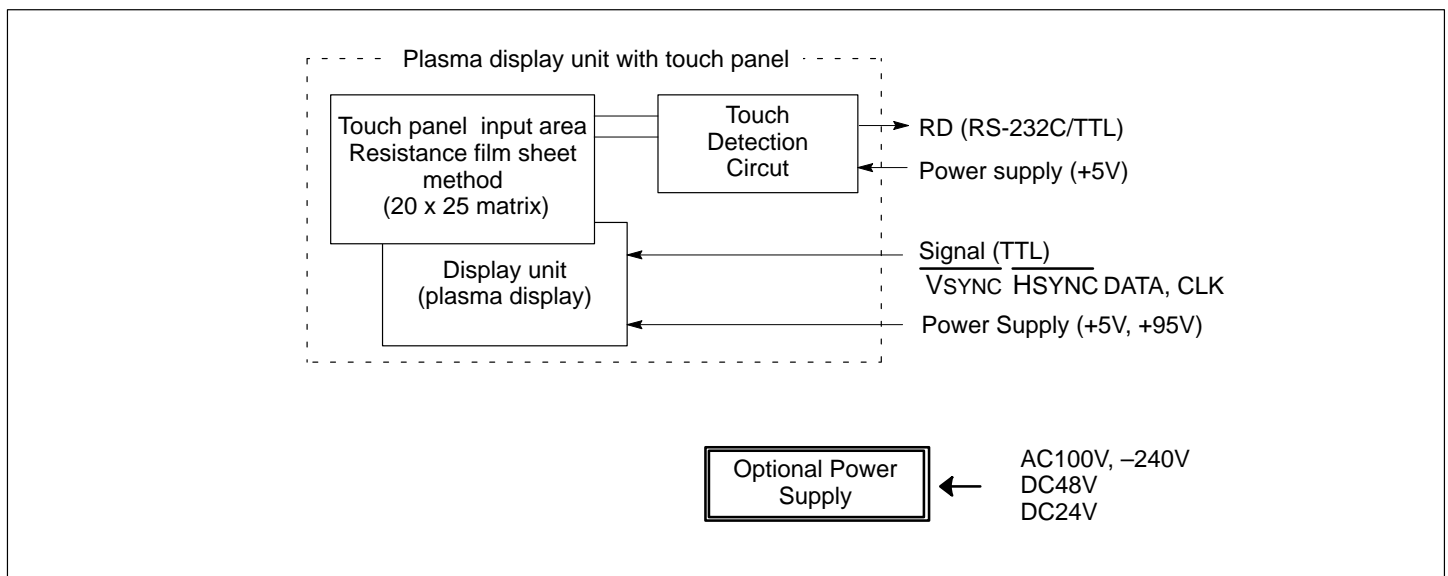 Plasma display unit with touch panel
Touch panel input area
Resistance film sheet
method
(20 x 25 matrix)
Touch
Detection
Circut
RD (RS-232C/TTL)
Power supply (+5V)
Display unit
(plasma display)
Signal (TTL)
VSYNC HSYNC DATA, CLK
Power Supply (+5V, +95V)
Optional Power
Supply
AC100V, –240V
DC48V
DC24V